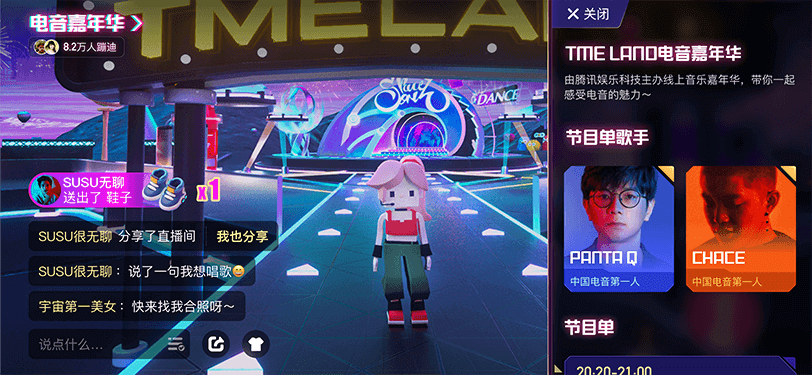 电音嘉年华
8.2万人蹦迪
TMELAND
Space Sonic
DANCE
SUSU无聊
送出了 鞋子
x1
SUSU很无聊 分享了直播间 我也分享
SUSU很无聊：说了一句我想唱歌
宇宙第一美女：快来找我合照呀～
说点什么...
关闭
TME LAND电音嘉年华
由腾讯娱乐科技主办线上音乐嘉年华，带你一起
感受电音的魅力～
节目单歌手
PANTA Q
中国电音第一人
CHACE
中国电音第一人
节目单
20:20-21:00